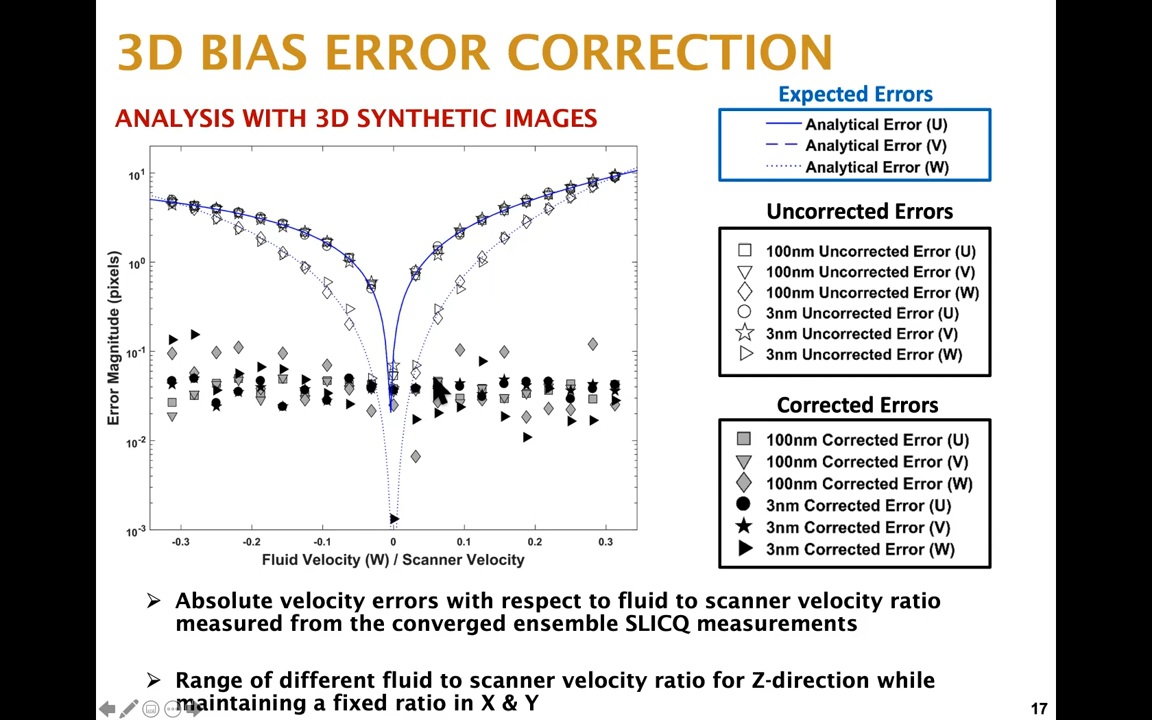 3D BIAS ERROR CORRECTION
ANALYSIS WITH 3D SYNTHETIC IMAGES
Expected Errors
Analytical Error (U)
Analytical Error (V)
Analytical Error (W)
Uncorrected Errors
100nm Uncorrected Error (U)
100nm Uncorrected Error (V)
100nm Uncorrected Error (W)
3nm Uncorrected Error (U)
3nm Uncorrected Error (V)
3nm Uncorrected Error (W)
Corrected Errors
100nm Corrected Error (U)
100nm Corrected Error (V)
100nm Corrected Error (W)
3nm Corrected Error (U)
3nm Corrected Error (V)
3nm Corrected Error (W)
Error Magnitude (pixels)
10^1
10^0
10^-1
10^-2
10^-3
-0.3 -0.2 -0.1 0 0.1 0.2 0.3
Fluid Velocity (W) / Scanner Velocity
➢ Absolute velocity errors with respect to fluid to scanner velocity ratio
measured from the converged ensemble SLICQ measurements
➢ Range of different fluid to scanner velocity ratio for Z-direction while
maintaining a fixed ratio in X & Y
17